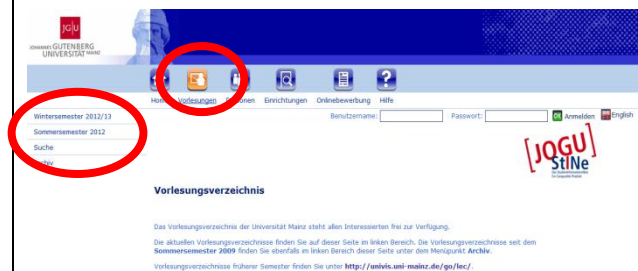 JG|U
JOHANNES GUTENBERG
UNIVERSITÄT MAINZ
Home Vorlesungen Personen Einrichtungen Onlinebewerbung Hilfe
Benutzername: Passwort: Anmelden English
Wintersemester 2012/13
Sommersemester 2012
Suche
Archiv
[JOGU]
StINe
Vorlesungsverzeichnis
Das Vorlesungsverzeichnis der Universität Mainz steht allen Interessierten frei zur Verfügung.
Die aktuellen Vorlesungsverzeichnisse finden Sie auf dieser Seite im linken Bereich. Die Vorlesungsverzeichnisse seit dem
Sommersemester 2009 finden Sie ebenfalls im linken Bereich dieser Seite unter dem Menüpunkt Archiv.
Vorlesungsverzeichnisse früherer Semester finden Sie unter http://univis.uni-mainz.de/go/lec/.